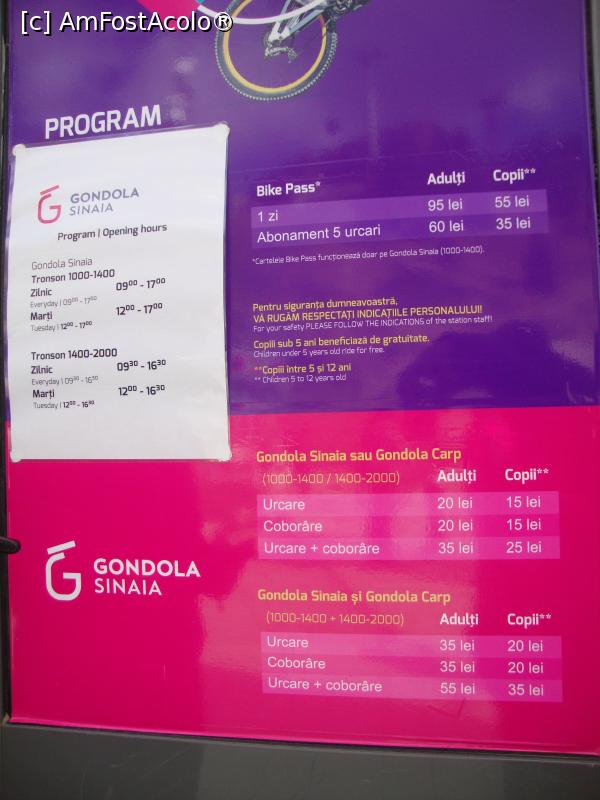 [c] AmFostAcolo®
PROGRAM
GONDOLA
SINAIA
Program | Opening hours
Gondola Sinaia
Tronson 1000-1400
Zilnic 09⁰⁰ - 17⁰⁰
Everyday | 09⁰⁰ - 17⁰⁰
Marți 12⁰⁰ - 17⁰⁰
Tuesday | 12⁰⁰ - 17⁰⁰
Tronson 1400-2000
Zilnic 09³⁰ - 16³⁰
Everyday | 09³⁰ - 16³⁰
Marți 12⁰⁰ - 16³⁰
Tuesday | 12⁰⁰ - 16³⁰
Bike Pass* Adulți Copii**
1 zi 95 lei 55 lei
Abonament 5 urcari 60 lei 35 lei
*Cartelele Bike Pass funcționează doar pe Gondola Sinaia (1000-1400).
Pentru siguranța dumneavoastră,
VĂ RUGĂM RESPECTAȚI INDICAȚIILE PERSONALULUI!
For your safety PLEASE FOLLOW THE INDICATIONS of the station staff!
Copiii sub 5 ani beneficiază de gratuitate.
Children under 5 years old ride for free.
**Copiii între 5 și 12 ani
** Children 5 to 12 years old
Gondola Sinaia sau Gondola Carp
(1000-1400 / 1400-2000) Adulți Copii**
Urcare 20 lei 15 lei
Coborâre 20 lei 15 lei
Urcare + coborâre 35 lei 25 lei
GONDOLA
SINAIA
Gondola Sinaia și Gondola Carp
(1000-1400 + 1400-2000) Adulți Copii**
Urcare 35 lei 20 lei
Coborâre 35 lei 20 lei
Urcare + coborâre 55 lei 35 lei